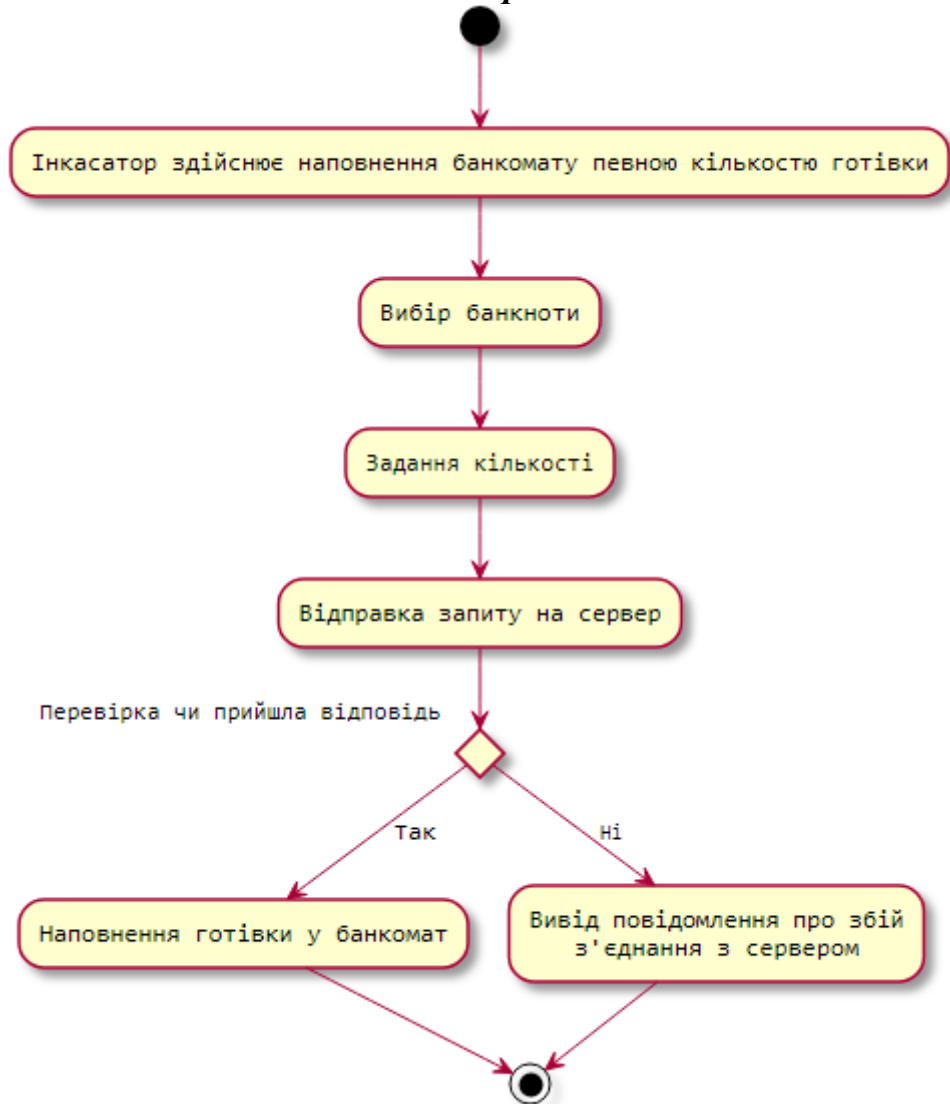 Інкасатор здійснює наповнення банкомату певною кількостю готівки
Вибір банкноти
Задання кількості
Відправка запиту на сервер
Перевірка чи прийшла відповідь
Так
Ні
Наповнення готівки у банкомат
Вивід повідомлення про збій
з'єднання з сервером